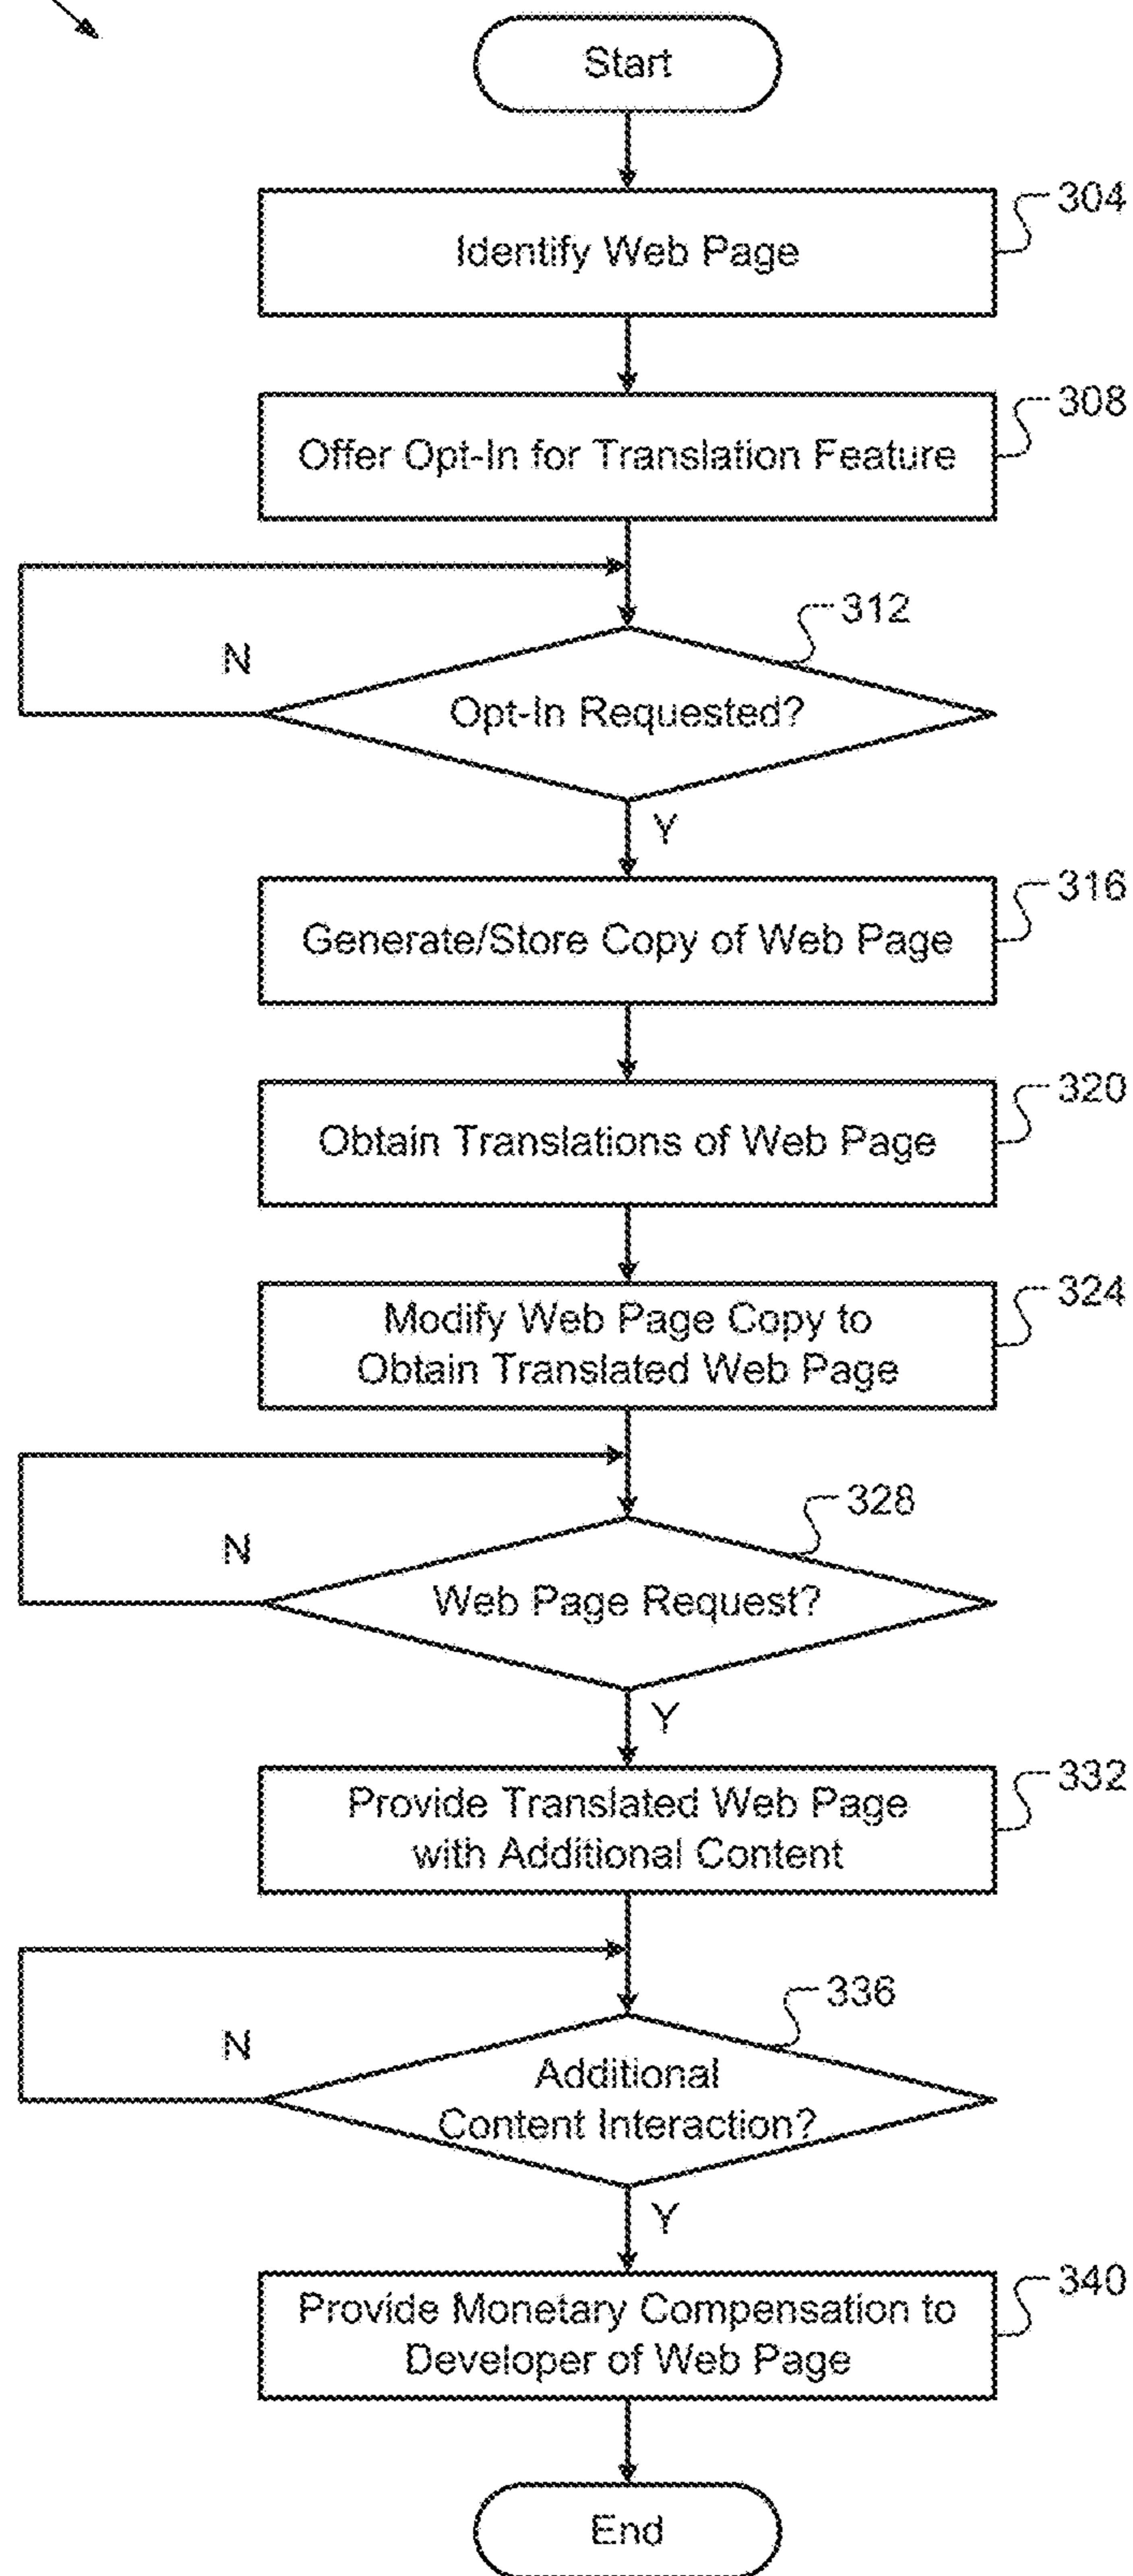 Start
Identify Web Page
304
Offer Opt-In for Translation Feature
308
312
N
Opt-In Requested?
Y
Generate/Store Copy of Web Page
316
Obtain Translations of Web Page
320
Modify Web Page Copy to
Obtain Translated Web Page
324
328
N
Web Page Request?
Y
Provide Translated Web Page
with Additional Content
332
336
N
Additional
Content Interaction?
Y
Provide Monetary Compensation to
Developer of Web Page
340
End